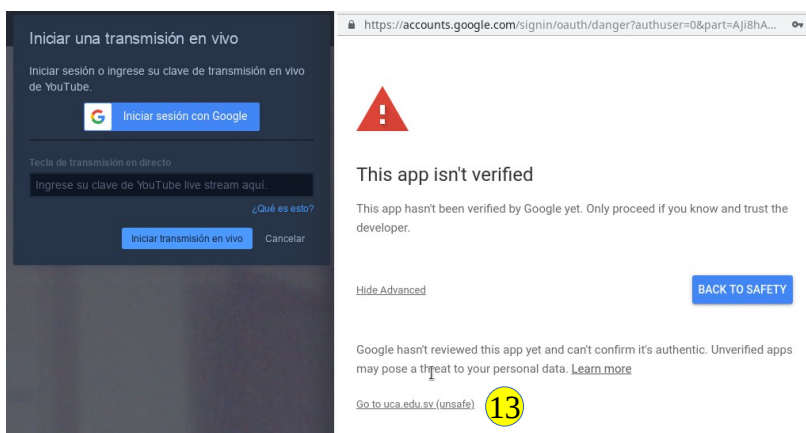 Iniciar una transmisión en vivo
Iniciar sesión o ingrese su clave de transmisión en vivo
de YouTube.
G Iniciar sesión con Google
Tecla de transmisión en directo
Ingrese su clave de YouTube live stream aquí.
¿Qué es esto?
Iniciar transmisión en vivo Cancelar
https://accounts.google.com/signin/oauth/danger?authuser=0&part=AJi8hA...
This app isn't verified
This app hasn't been verified by Google yet. Only proceed if you know and trust the
developer.
Hide Advanced
BACK TO SAFETY
Google hasn't reviewed this app yet and can't confirm it's authentic. Unverified apps
may pose a threat to your personal data. Learn more
Go to uca.edu.sv (unsafe) 13